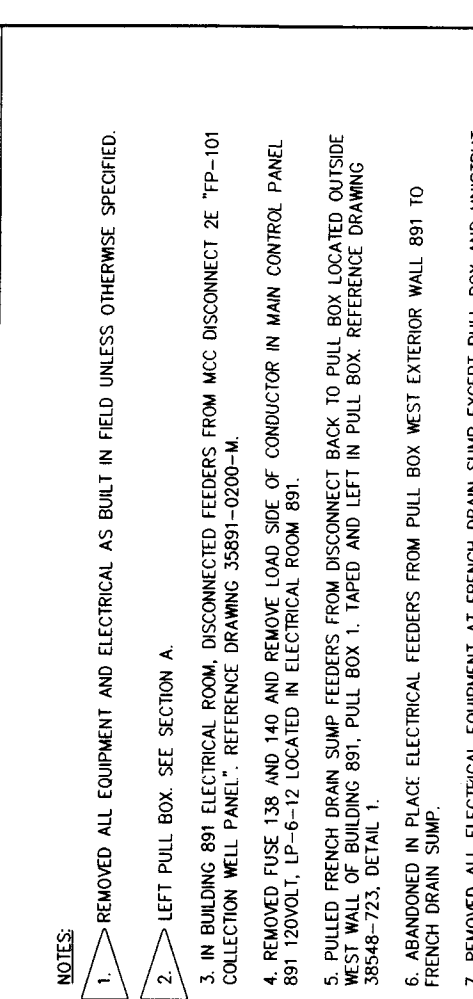 NOTES:
1. REMOVED ALL EQUIPMENT AND ELECTRICAL AS BUILT IN FIELD UNLESS OTHERWISE SPECIFIED.
2. LEFT PULL BOX. SEE SECTION A.
3. IN BUILDING 891 ELECTRICAL ROOM, DISCONNECTED FEEDERS FROM MCC DISCONNECT 2E "FP-101
COLLECTION WELL PANEL". REFERENCE DRAWING 35891-0200-M.
4. REMOVED FUSE 138 AND 140 AND REMOVE LOAD SIDE OF CONDUCTOR IN MAIN CONTROL PANEL
891 120VOLT, LP-6-12 LOCATED IN ELECTRICAL ROOM 891.
5. PULLED FRENCH DRAIN SUMP FEEDERS FROM DISCONNECT BACK TO PULL BOX LOCATED OUTSIDE
WEST WALL OF BUILDING 891, PULL BOX 1. TAPED AND LEFT IN PULL BOX. REFERENCE DRAWING
38548-723, DETAIL 1.
6. ABANDONED IN PLACE ELECTRICAL FEEDERS FROM PULL BOX WEST EXTERIOR WALL 891 TO
FRENCH DRAIN SUMP.
7. REMOVED ALL ELECTRICAL EQUIPMENT AT FRENCH DRAIN SUMP EXCEPT PULL BOX AND